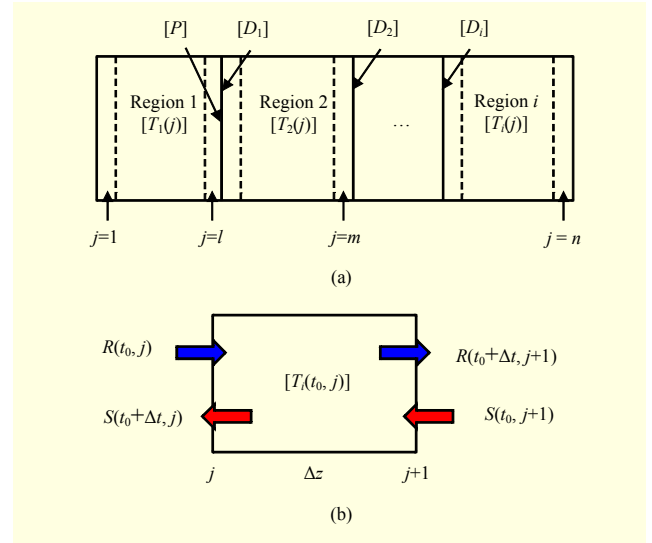 [P] [D₁] [D₂] [Dᵢ]
Region 1 Region 2 Region i
[T₁(j)] [T₂(j)] … [Tᵢ(j)]
j=1 j=l j=m j = n
(a)
R(t₀, j) R(t₀+Δt, j+1)
[Tᵢ(t₀, j)]
S(t₀+Δt, j) S(t₀, j+1)
j Δz j+1
(b)